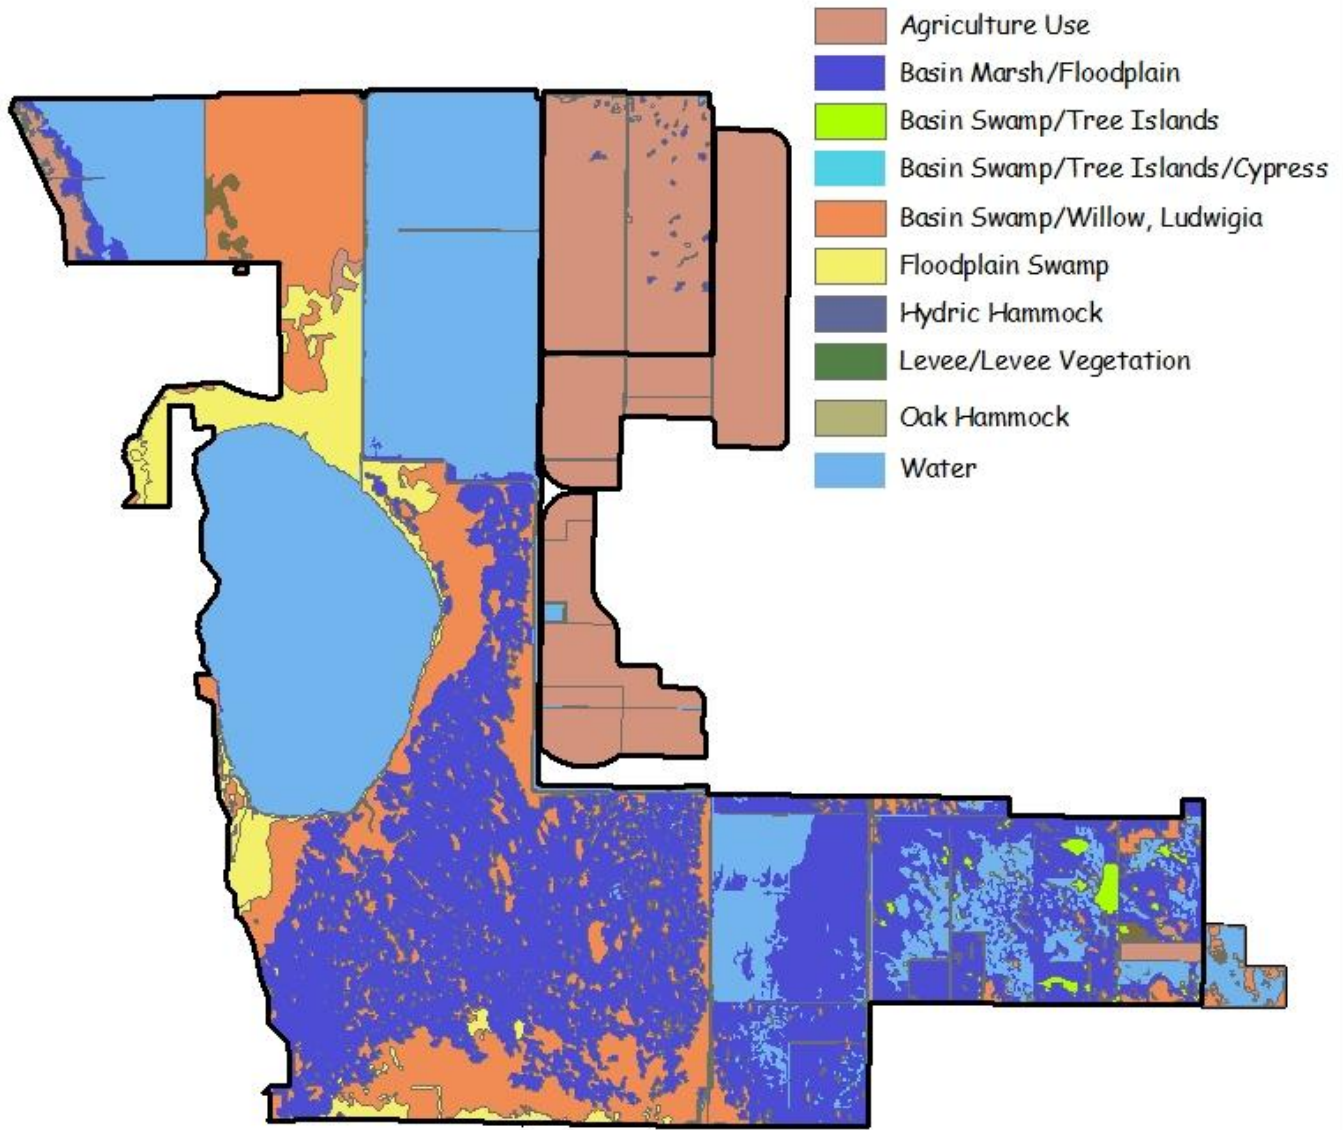 Agriculture Use
Basin Marsh/Floodplain
Basin Swamp/Tree Islands
Basin Swamp/Tree Islands/Cypress
Basin Swamp/Willow, Ludwigia
Floodplain Swamp
Hydric Hammock
Levee/Levee Vegetation
Oak Hammock
Water